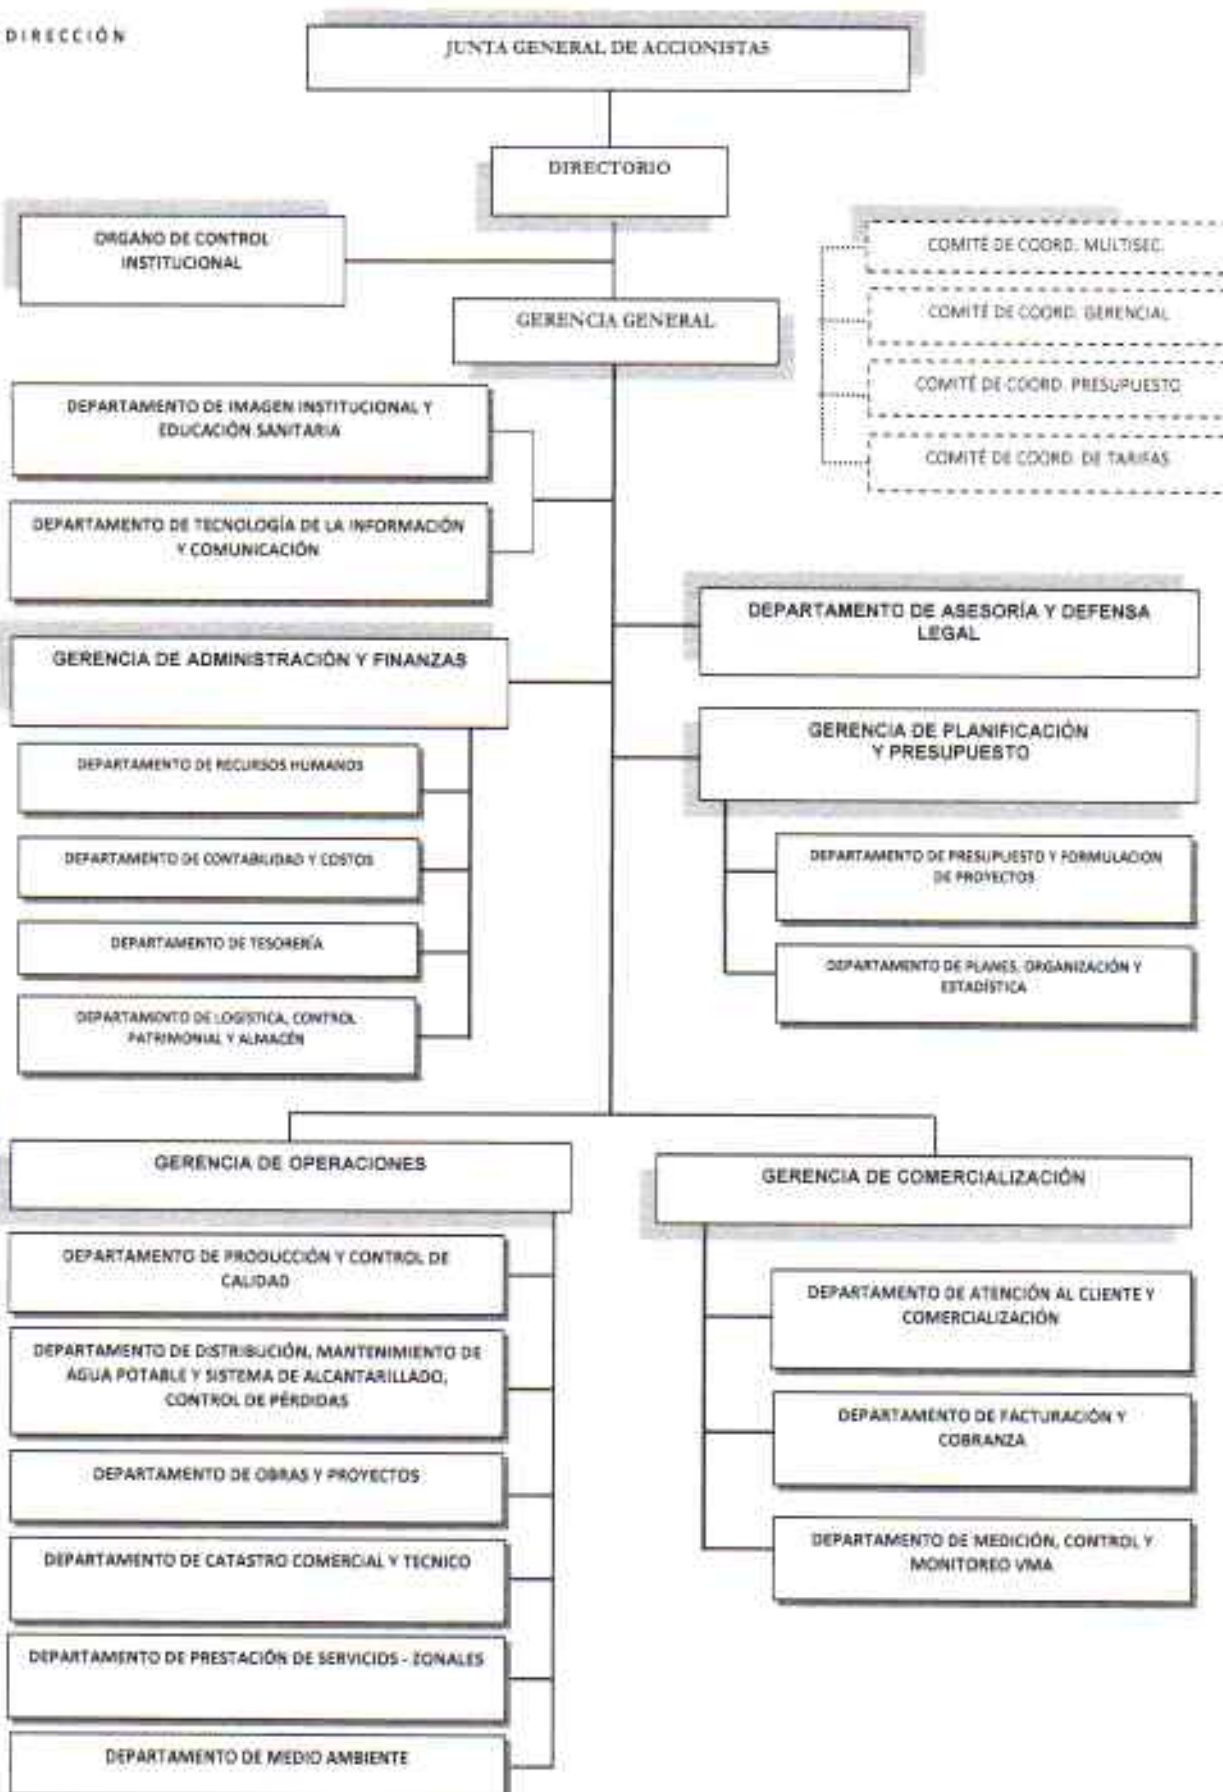 DIRECCIÓN
JUNTA GENERAL DE ACCIONISTAS
DIRECTORIO
ORGANO DE CONTROL
INSTITUCIONAL
COMITÉ DE COORD. MULTISEC.
GERENCIA GENERAL
COMITÉ DE COORD. GERENCIAL
COMITÉ DE COORD. PRESUPUESTO
COMITÉ DE COORD. DE TARIFAS
DEPARTAMENTO DE IMAGEN INSTITUCIONAL Y
EDUCACIÓN SANITARIA
DEPARTAMENTO DE TECNOLOGÍA DE LA INFORMACIÓN
Y COMUNICACIÓN
DEPARTAMENTO DE ASESORÍA Y DEFENSA
LEGAL
GERENCIA DE ADMINISTRACIÓN Y FINANZAS
GERENCIA DE PLANIFICACIÓN
Y PRESUPUESTO
DEPARTAMENTO DE RECURSOS HUMANOS
DEPARTAMENTO DE CONTABILIDAD Y COSTOS
DEPARTAMENTO DE TESORERÍA
DEPARTAMENTO DE LOGÍSTICA, CONTROL
PATRIMONIAL Y ALMACÉN
DEPARTAMENTO DE PRESUPUESTO Y FORMULACION
DE PROYECTOS
DEPARTAMENTO DE PLANES, ORGANIZACIÓN Y
ESTADÍSTICA
GERENCIA DE OPERACIONES
DEPARTAMENTO DE PRODUCCIÓN Y CONTROL DE
CALIDAD
DEPARTAMENTO DE DISTRIBUCIÓN, MANTENIMIENTO DE
AGUA POTABLE Y SISTEMA DE ALCANTARILLADO,
CONTROL DE PÉRDIDAS
DEPARTAMENTO DE OBRAS Y PROYECTOS
DEPARTAMENTO DE CATASTRO COMERCIAL Y TECNICO
DEPARTAMENTO DE PRESTACIÓN DE SERVICIOS - ZONALES
DEPARTAMENTO DE MEDIO AMBIENTE
GERENCIA DE COMERCIALIZACIÓN
DEPARTAMENTO DE ATENCIÓN AL CLIENTE Y
COMERCIALIZACIÓN
DEPARTAMENTO DE FACTURACIÓN Y
COBRANZA
DEPARTAMENTO DE MEDICIÓN, CONTROL Y
MONITOREO VMA